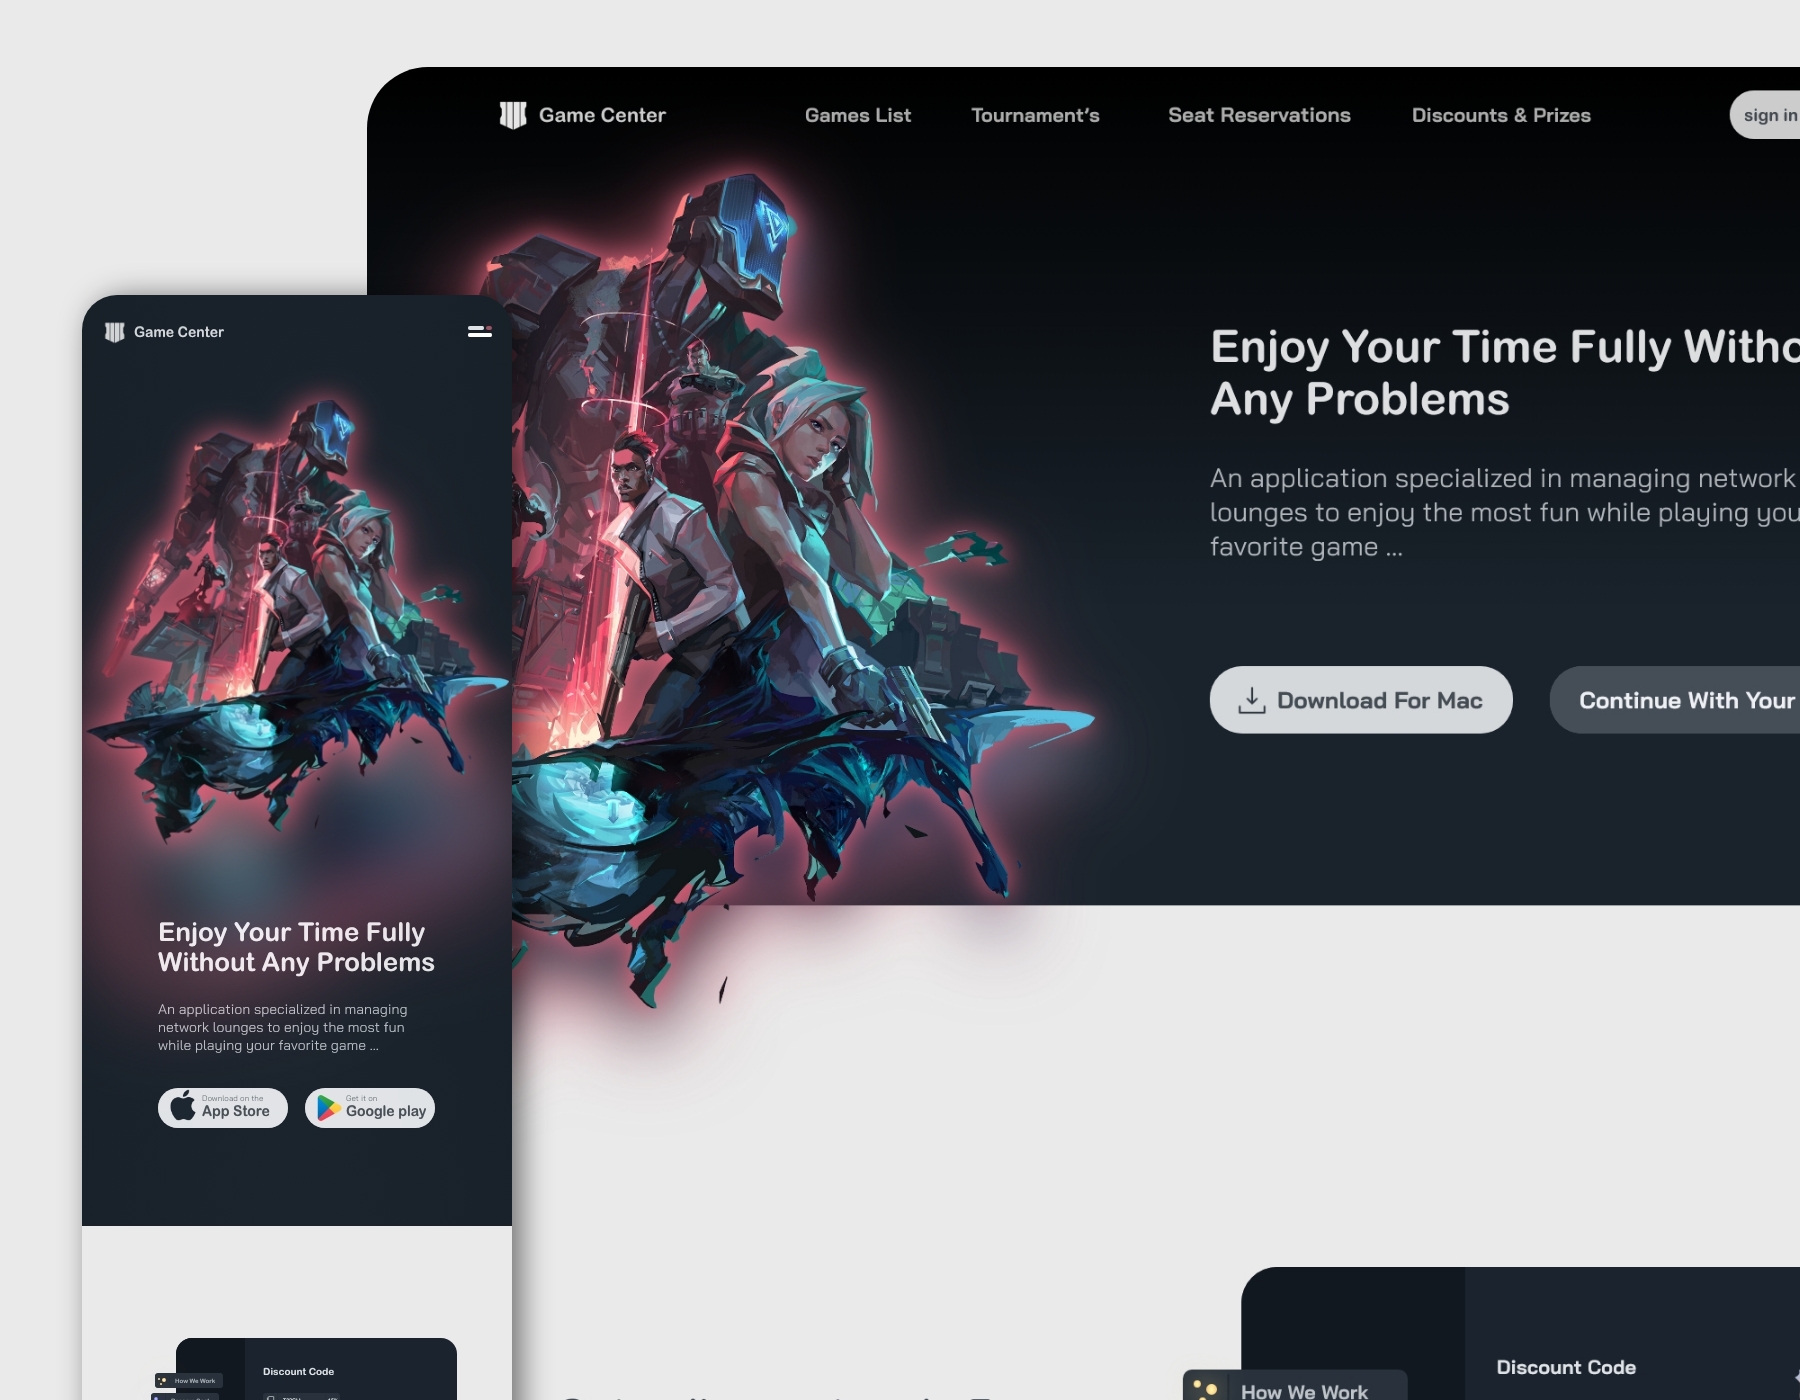 Game Center
Games List
Tournament's
Seat Reservations
Discounts & Prizes
sign in
Enjoy Your Time Fully Witho
Any Problems
An application specialized in managing network
lounges to enjoy the most fun while playing you
favorite game ...
Download For Mac
Continue With Your
Discount Code
How We Work
Game Center
Enjoy Your Time Fully
Without Any Problems
An application specialized in managing
network lounges to enjoy the most fun
while playing your favorite game ...
Download on the
App Store
Get it on
Google play
Discount Code
How We Work